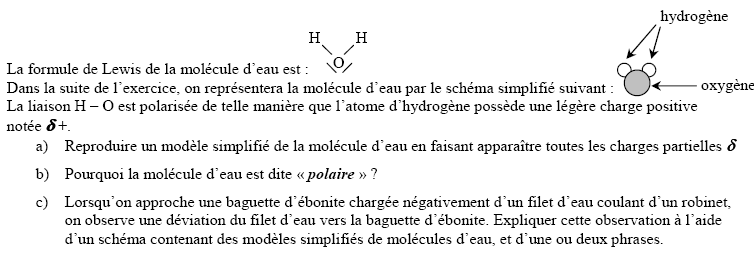 hydrogène
H H
O
La formule de Lewis de la molécule d'eau est :
Dans la suite de l'exercice, on représentera la molécule d'eau par le schéma simplifié suivant :
oxygène
La liaison H – O est polarisée de telle manière que l'atome d'hydrogène possède une légère charge positive
notée δ+.
a) Reproduire un modèle simplifié de la molécule d'eau en faisant apparaître toutes les charges partielles δ
b) Pourquoi la molécule d'eau est dite « polaire » ?
c) Lorsqu'on approche une baguette d'ébonite chargée négativement d'un filet d'eau coulant d'un robinet,
on observe une déviation du filet d'eau vers la baguette d'ébonite. Expliquer cette observation à l'aide
d'un schéma contenant des modèles simplifiés de molécules d'eau, et d'une ou deux phrases.